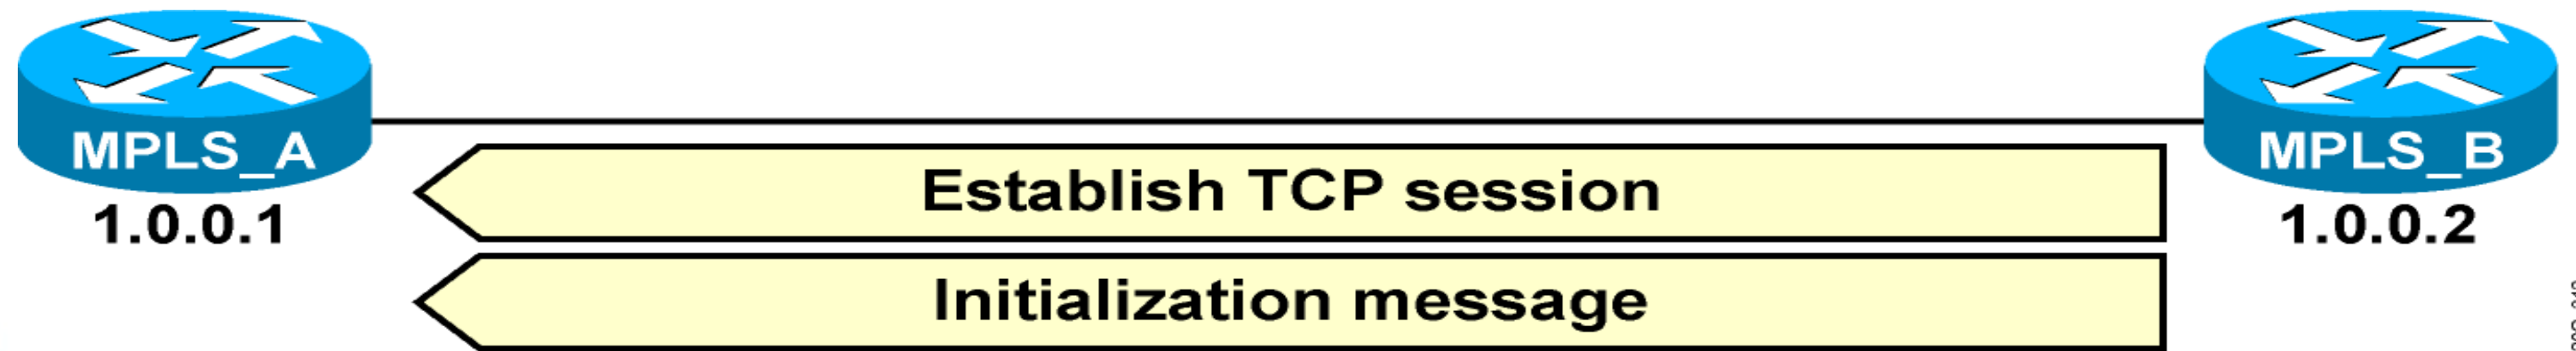 MPLS_A
MPLS_B
1.0.0.1
1.0.0.2
Establish TCP session
Initialization message